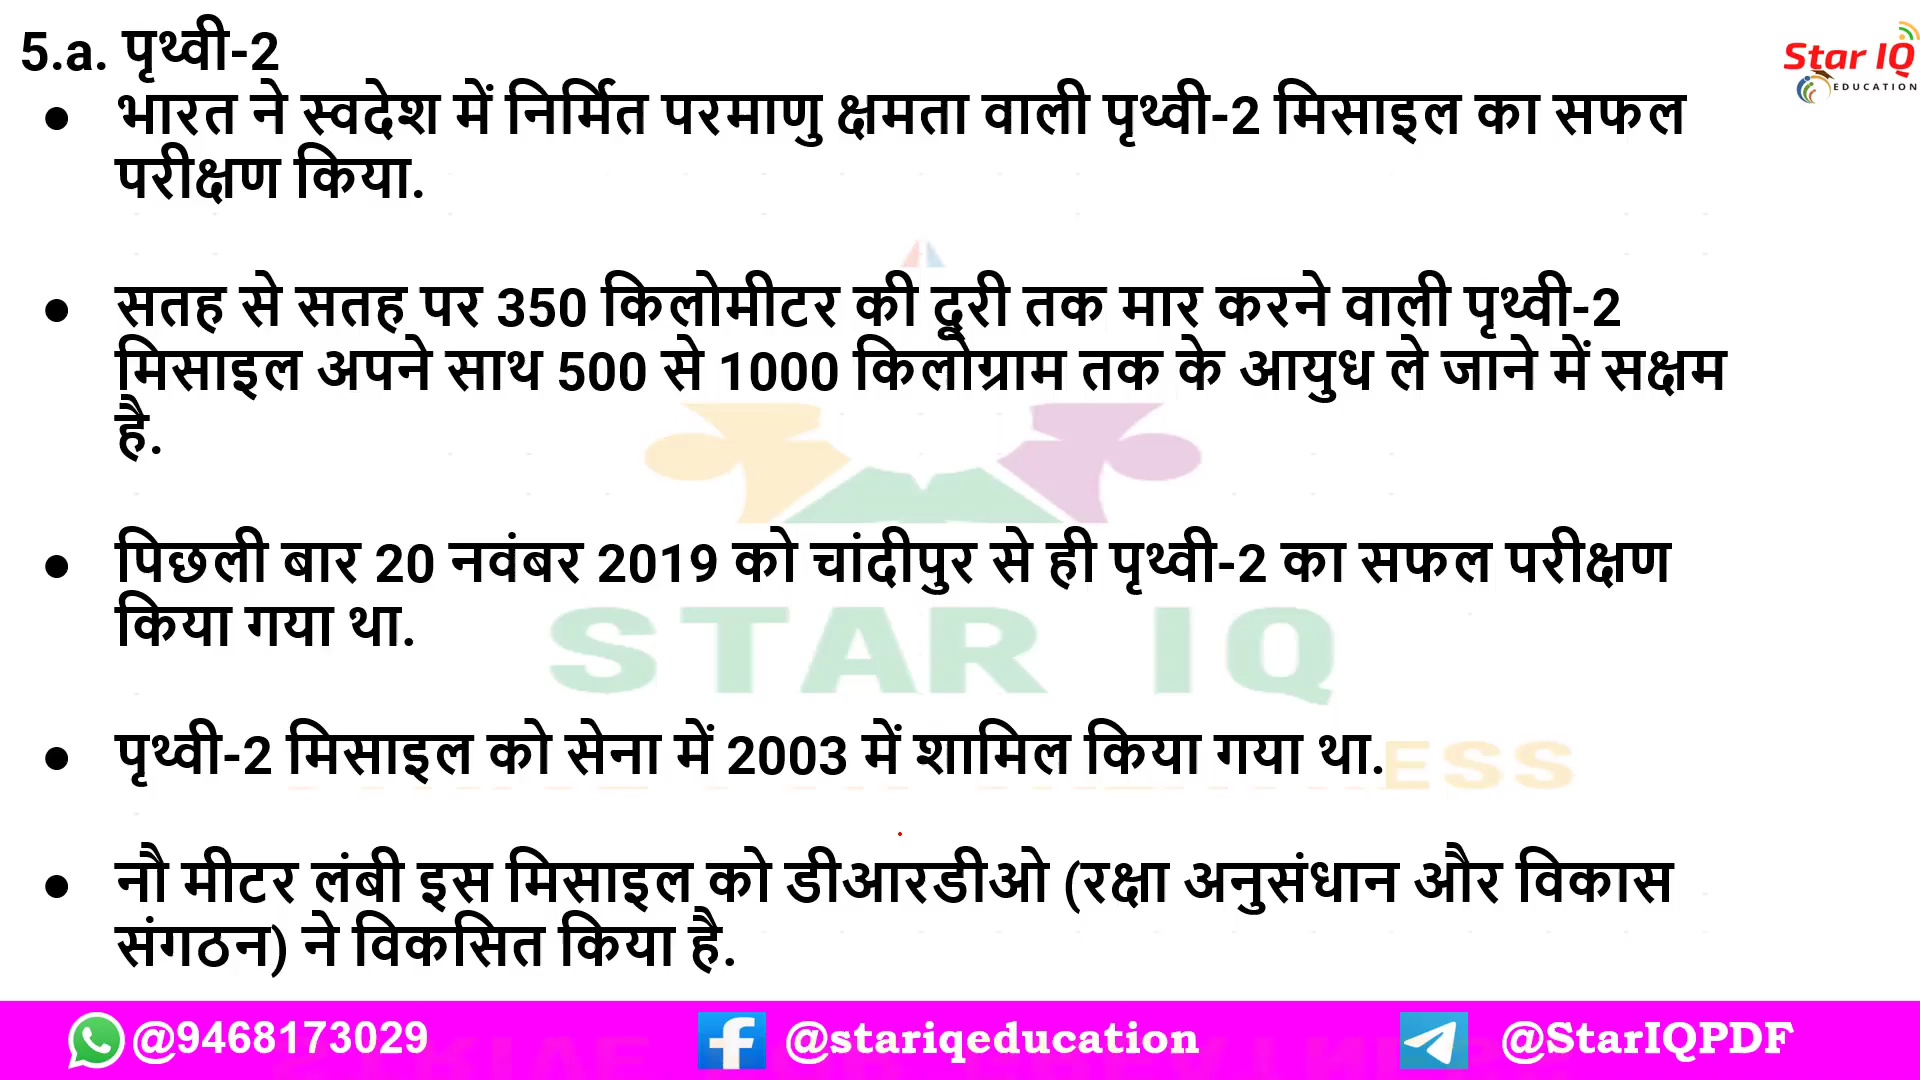 5.a. पृथ्वी-2
Star IQ
EDUCATION
● भारत ने स्वदेश में निर्मित परमाणु क्षमता वाली पृथ्वी-2 मिसाइल का सफल
परीक्षण किया.
● सतह से सतह पर 350 किलोमीटर की दूरी तक मार करने वाली पृथ्वी-2
मिसाइल अपने साथ 500 से 1000 किलोग्राम तक के आयुध ले जाने में सक्षम
है.
● पिछली बार 20 नवंबर 2019 को चांदीपुर से ही पृथ्वी-2 का सफल परीक्षण
किया गया था.
STAR IQ
● पृथ्वी-2 मिसाइल को सेना में 2003 में शामिल किया गया था.
● नौ मीटर लंबी इस मिसाइल को डीआरडीओ (रक्षा अनुसंधान और विकास
संगठन) ने विकसित किया है.
@9468173029
@stariqeducation
@StarIQPDF